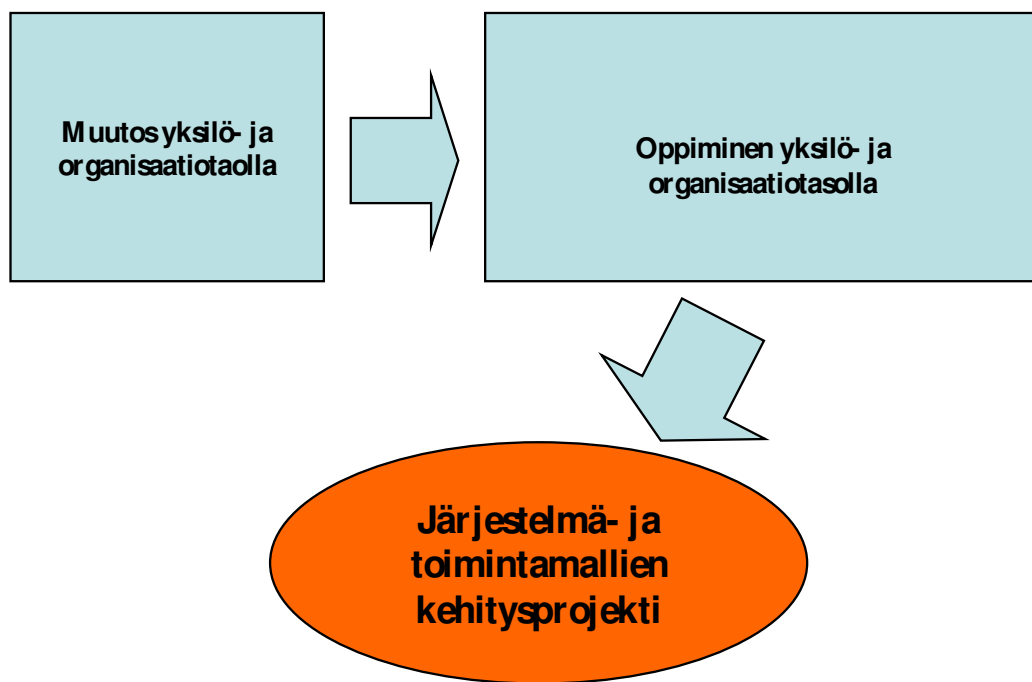 Muutos yksilö- ja
organisaatiotaolla
Oppiminen yksilö- ja
organisaatiotasolla
Järjestelmä- ja
toimintamallien
kehitysprojekti